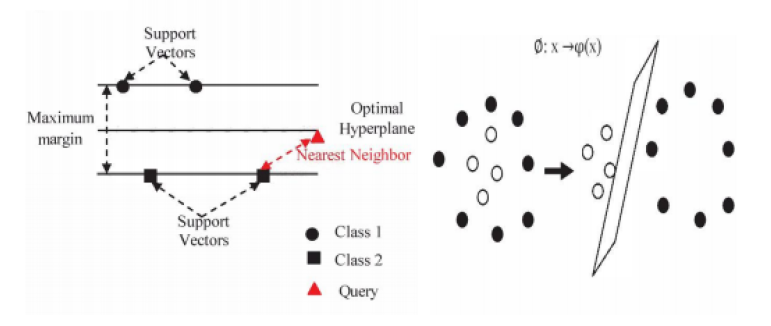 Support
Vectors
Maximum
margin
Optimal
Hyperplane
Nearest Neighbor
Support
Vectors
Class 1
Class 2
Query
Ø: x →φ(x)